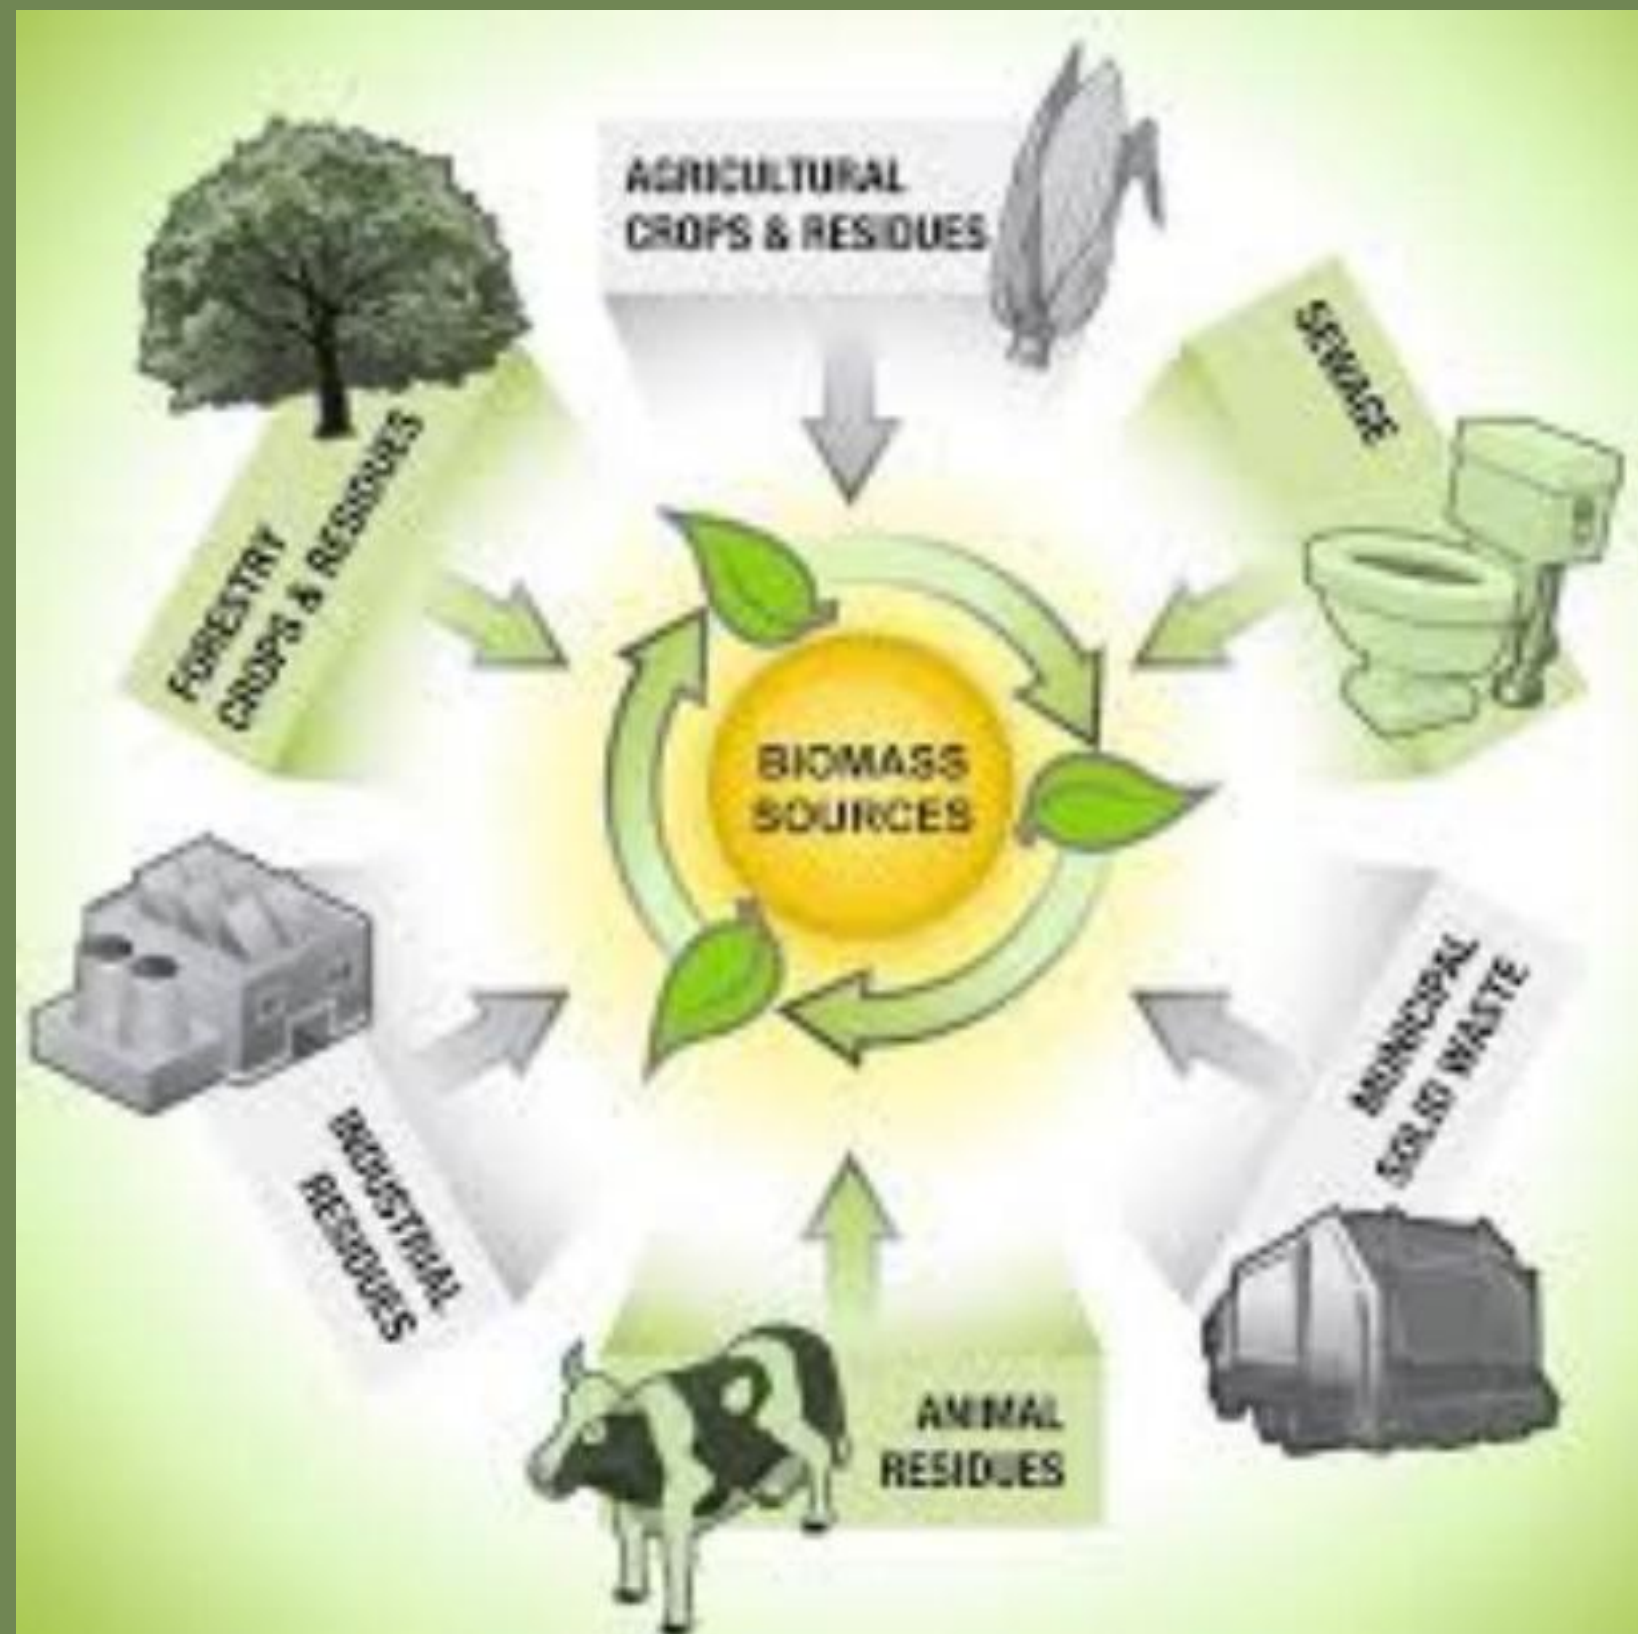 AGRICULTURAL
CROPS & RESIDUES
SEWAGE
FORESTRY
CROPS & RESIDUES
BIOMASS
SOURCES
MUNICIPAL
SOLID WASTE
INDUSTRIAL
RESIDUES
ANIMAL
RESIDUES